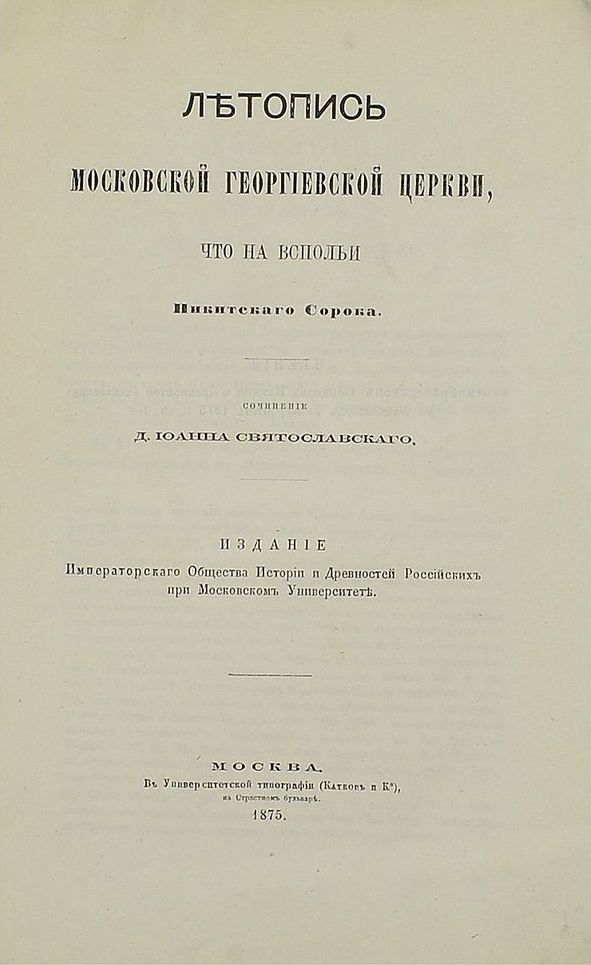 ЛѢТОПИСЬ
МОСКОВСКОЙ ГЕОРГІЕВСКОЙ ЦЕРКВИ,
ЧТО НА ВСПОЛЬИ
Никитскаго Сорока.
СОЧИНЕНІЕ
Д. ІОАННА СВЯТОСЛАВСКАГО.
ИЗДАНІЕ
Императорскаго Общества Исторіи и Древностей Россійскихъ
при Московскомъ Университетѣ.
МОСКВА.
Въ Университетской типографіи (Катковъ и Ко),
на Страстномъ бульварѣ.
1875.